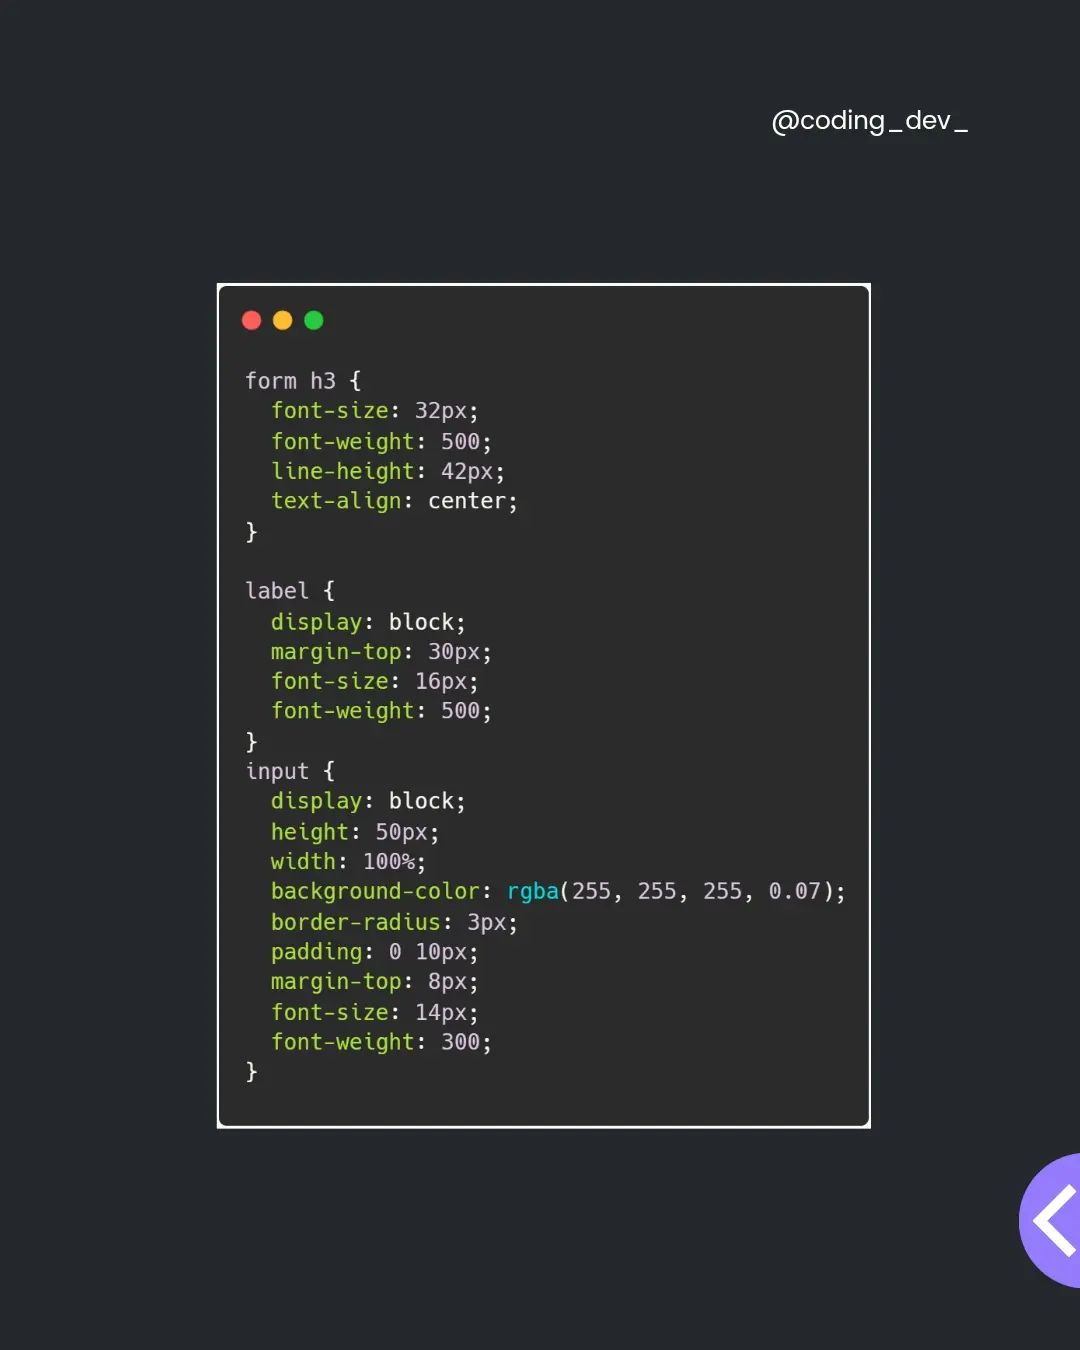 @coding_dev_
form h3 {
  font-size: 32px;
  font-weight: 500;
  line-height: 42px;
  text-align: center;
}
label {
  display: block;
  margin-top: 30px;
  font-size: 16px;
  font-weight: 500;
}
input {
  display: block;
  height: 50px;
  width: 100%;
  background-color: rgba(255, 255, 255, 0.07);
  border-radius: 3px;
  padding: 0 10px;
  margin-top: 8px;
  font-size: 14px;
  font-weight: 300;
}